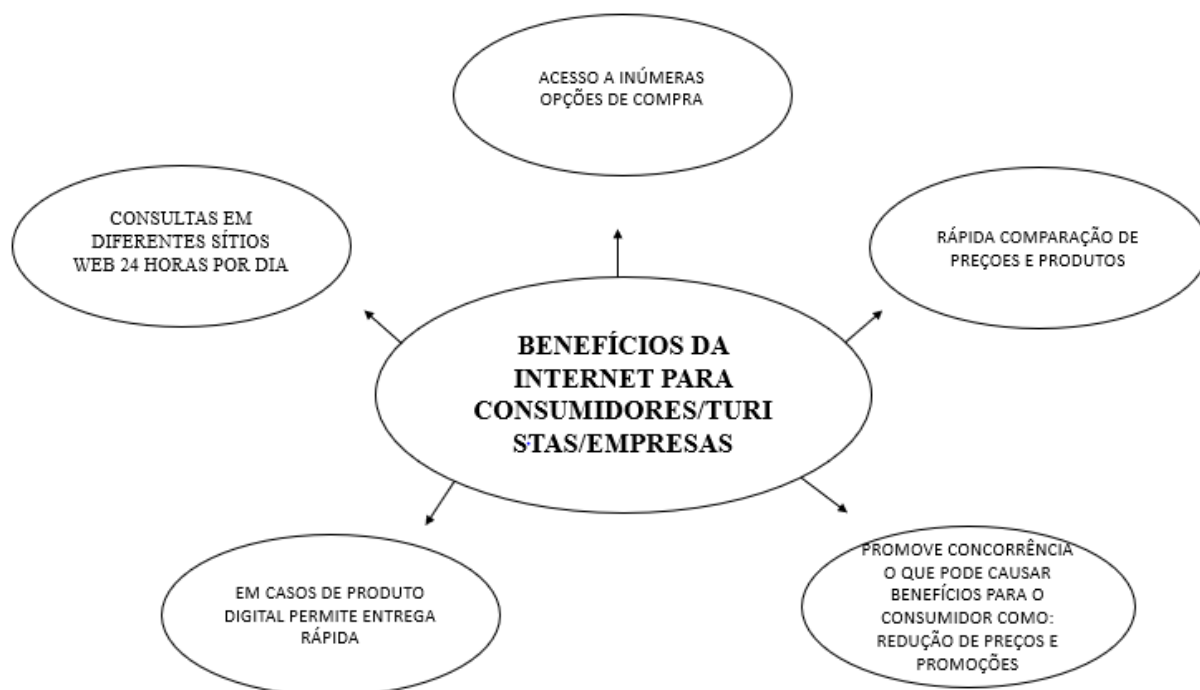 ACESSO A INÚMERAS
OPÇÕES DE COMPRA
CONSULTAS EM
DIFERENTES SÍTIOS
WEB 24 HORAS POR DIA
RÁPIDA COMPARAÇÃO DE
PREÇOES E PRODUTOS
BENEFÍCIOS DA
INTERNET PARA
CONSUMIDORES/TURI
STAS/EMPRESAS
EM CASOS DE PRODUTO
DIGITAL PERMITE ENTREGA
RÁPIDA
PROMOVE CONCORRÊNCIA
O QUE PODE CAUSAR
BENEFÍCIOS PARA O
CONSUMIDOR COMO:
REDUÇÃO DE PREÇOS E
PROMOÇÕES